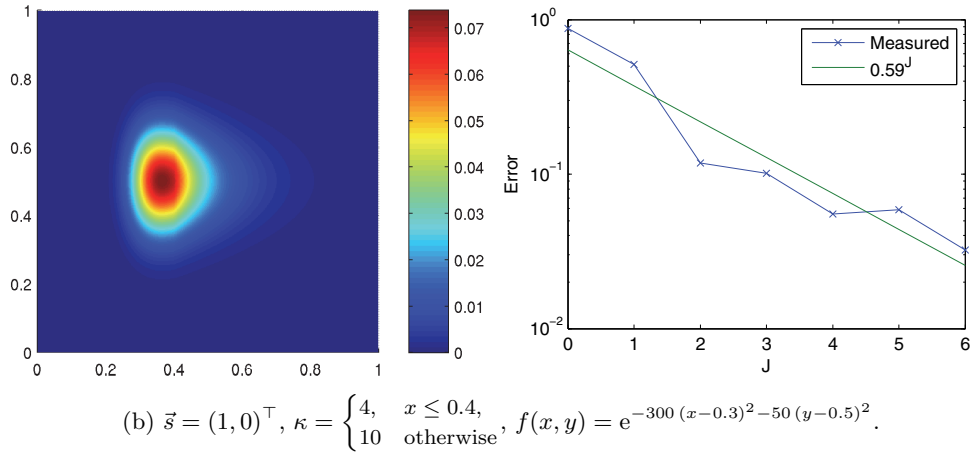 1
0.8
0.6
0.4
0.2
0
0 0.2 0.4 0.6 0.8 1
0.07
0.06
0.05
0.04
0.03
0.02
0.01
0
10⁰
10⁻¹
10⁻²
Error
Measured
0.59ᴶ
0 1 2 3 4 5 6
J
(b) s⃗ = (1, 0)^⊤, κ = { 4, x ≤ 0.4,
10 otherwise , f(x, y) = e^{−300 (x−0.3)²−50 (y−0.5)²}.